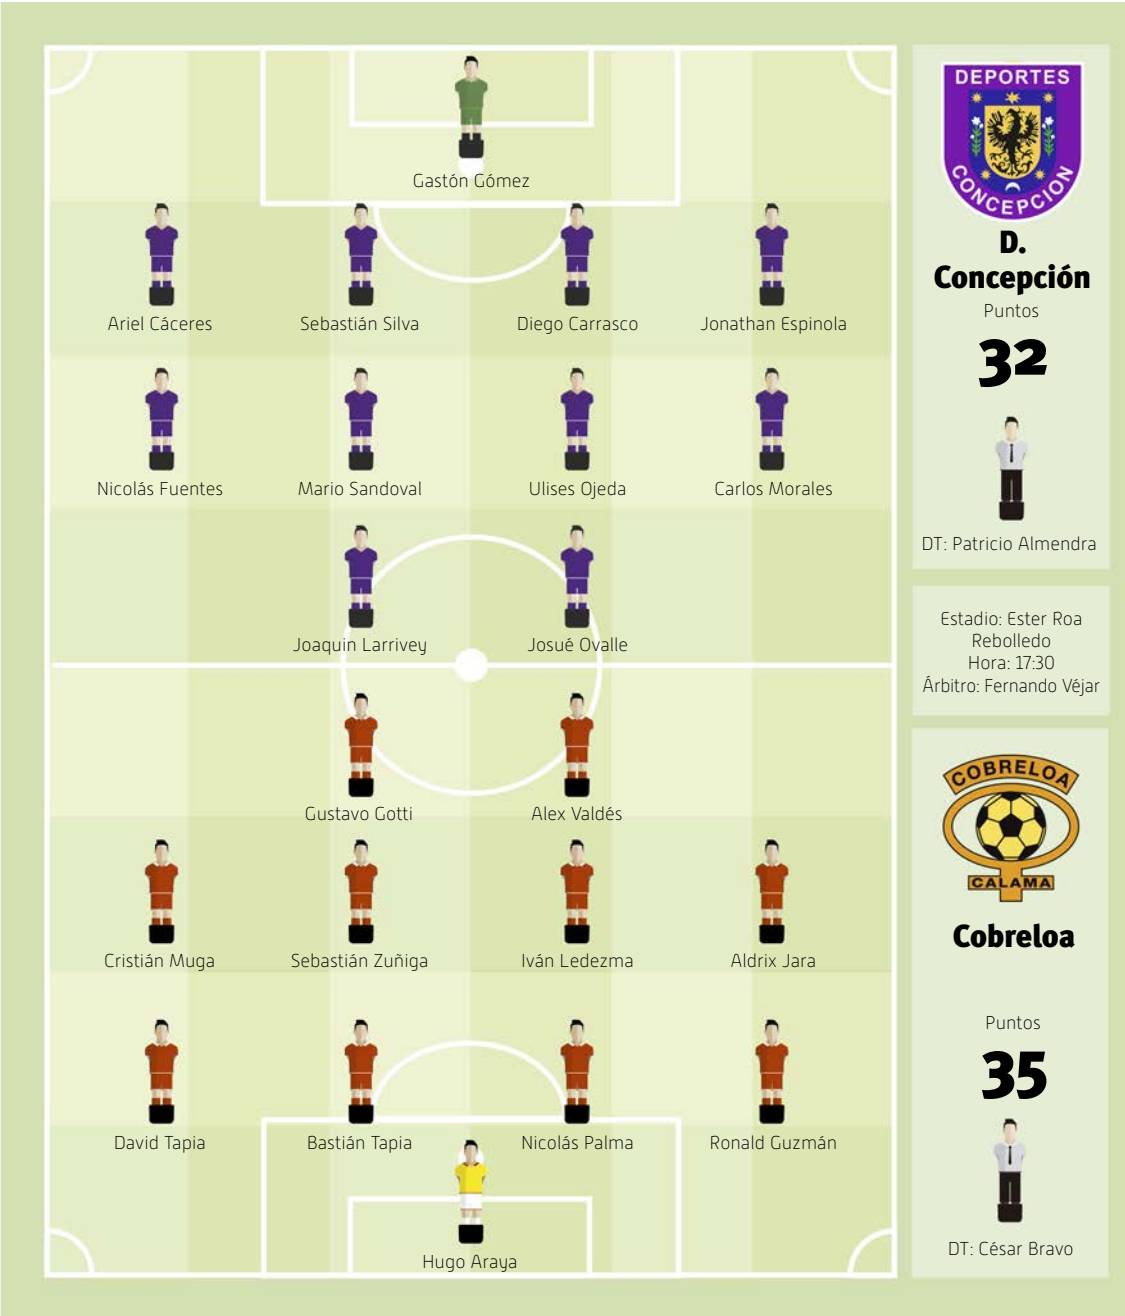 Gastón Gómez
Ariel Cáceres
Sebastián Silva
Diego Carrasco
Jonathan Espinola
Nicolás Fuentes
Mario Sandoval
Ulises Ojeda
Carlos Morales
Joaquin Larrivey
Josué Ovalle
Gustavo Gotti
Alex Valdés
Cristián Muga
Sebastián Zuñiga
Iván Ledezma
Aldrix Jara
David Tapia
Bastián Tapia
Nicolás Palma
Ronald Guzmán
Hugo Araya
DEPORTES
CONCEPCION
D.
Concepción
Puntos
32
DT: Patricio Almendra
Estadio: Ester Roa
Rebolledo
Hora: 17:30
Árbitro: Fernando Véjar
COBRELOA
CALAMA
Cobreloa
Puntos
35
DT: César Bravo